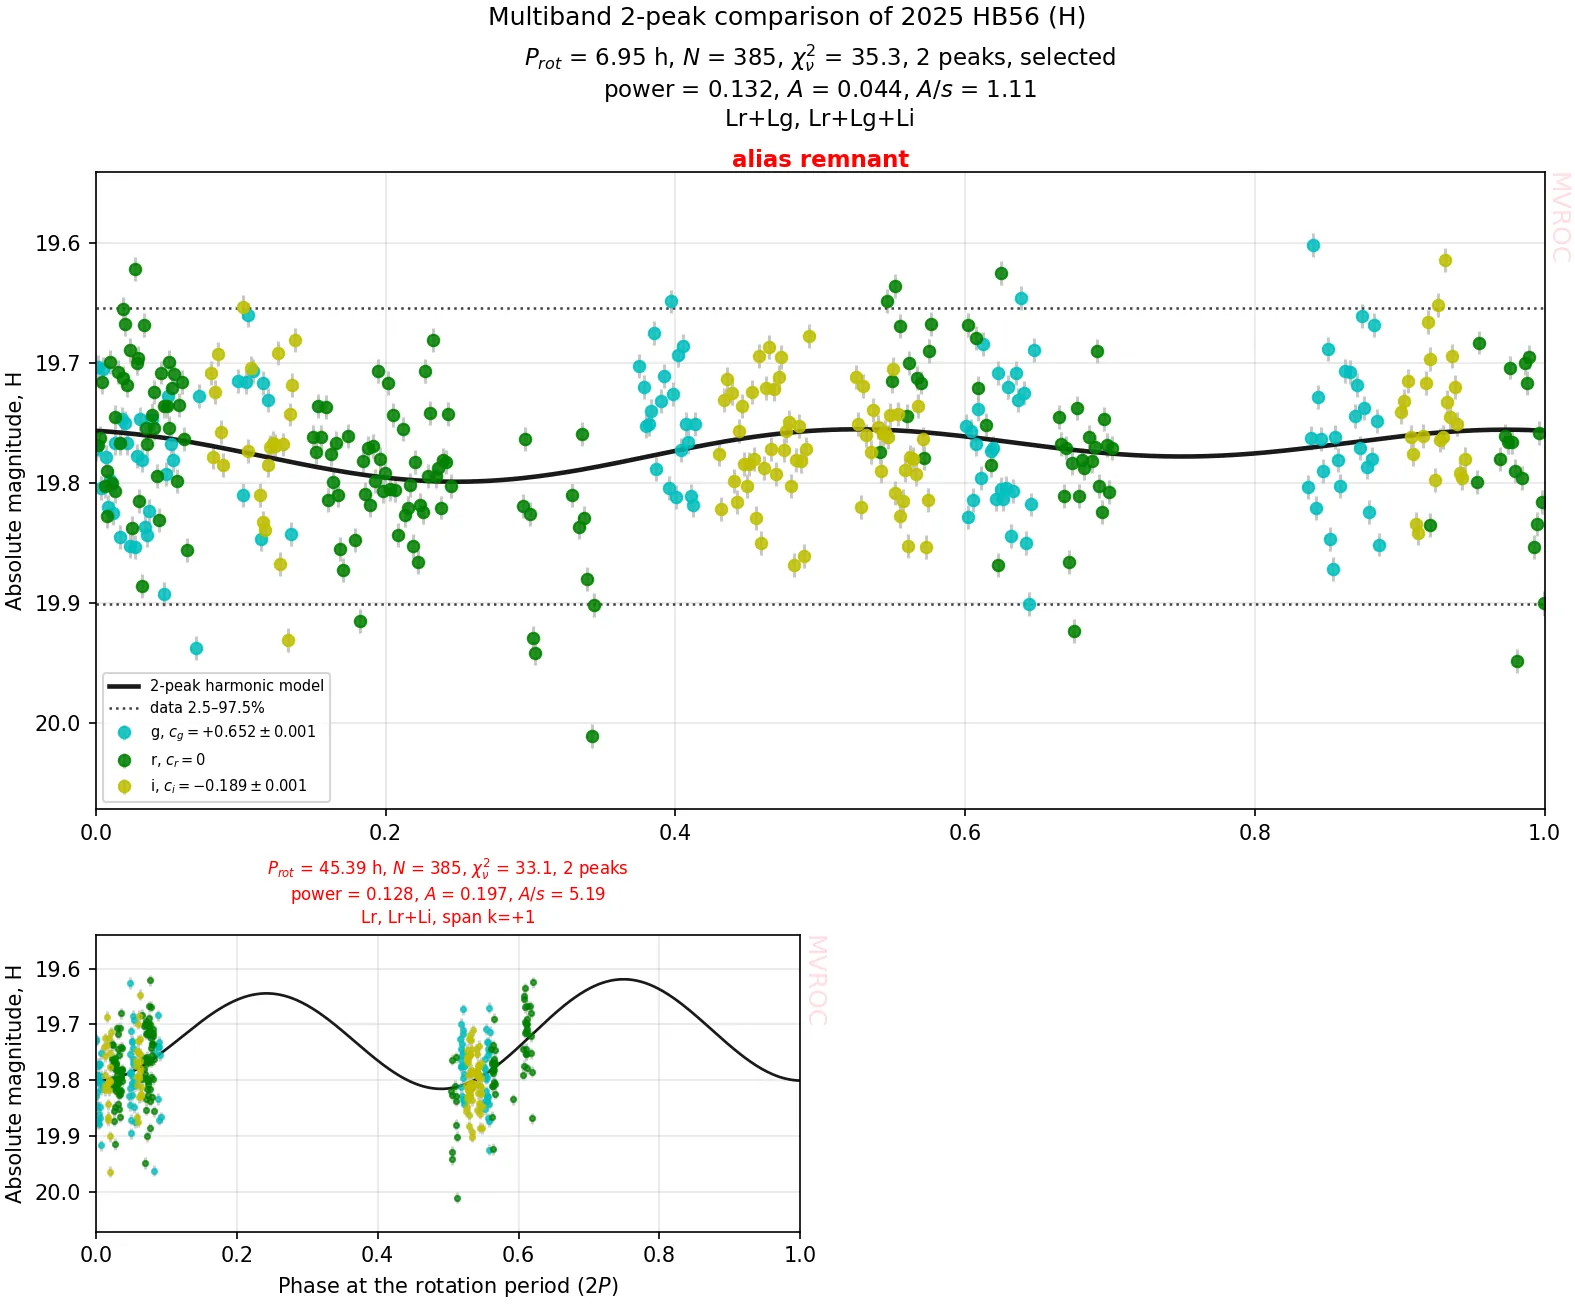 Multiband 2-peak comparison of 2025 HB56 (H)
P_rot = 6.95 h, N = 385, χ²_ν = 35.3, 2 peaks, selected
power = 0.132, A = 0.044, A/s = 1.11
Lr+Lg, Lr+Lg+Li
alias remnant
MVROC
Absolute magnitude, H
19.6
19.7
19.8
19.9
20.0
2-peak harmonic model
data 2.5–97.5%
g, c_g = +0.652 ± 0.001
r, c_r = 0
i, c_i = −0.189 ± 0.001
0.0 0.2 0.4 0.6 0.8 1.0
P_rot = 45.39 h, N = 385, χ²_ν = 33.1, 2 peaks
power = 0.128, A = 0.197, A/s = 5.19
Lr, Lr+Li, span k=+1
MVROC
Absolute magnitude, H
19.6
19.7
19.8
19.9
20.0
0.0 0.2 0.4 0.6 0.8 1.0
Phase at the rotation period (2P)